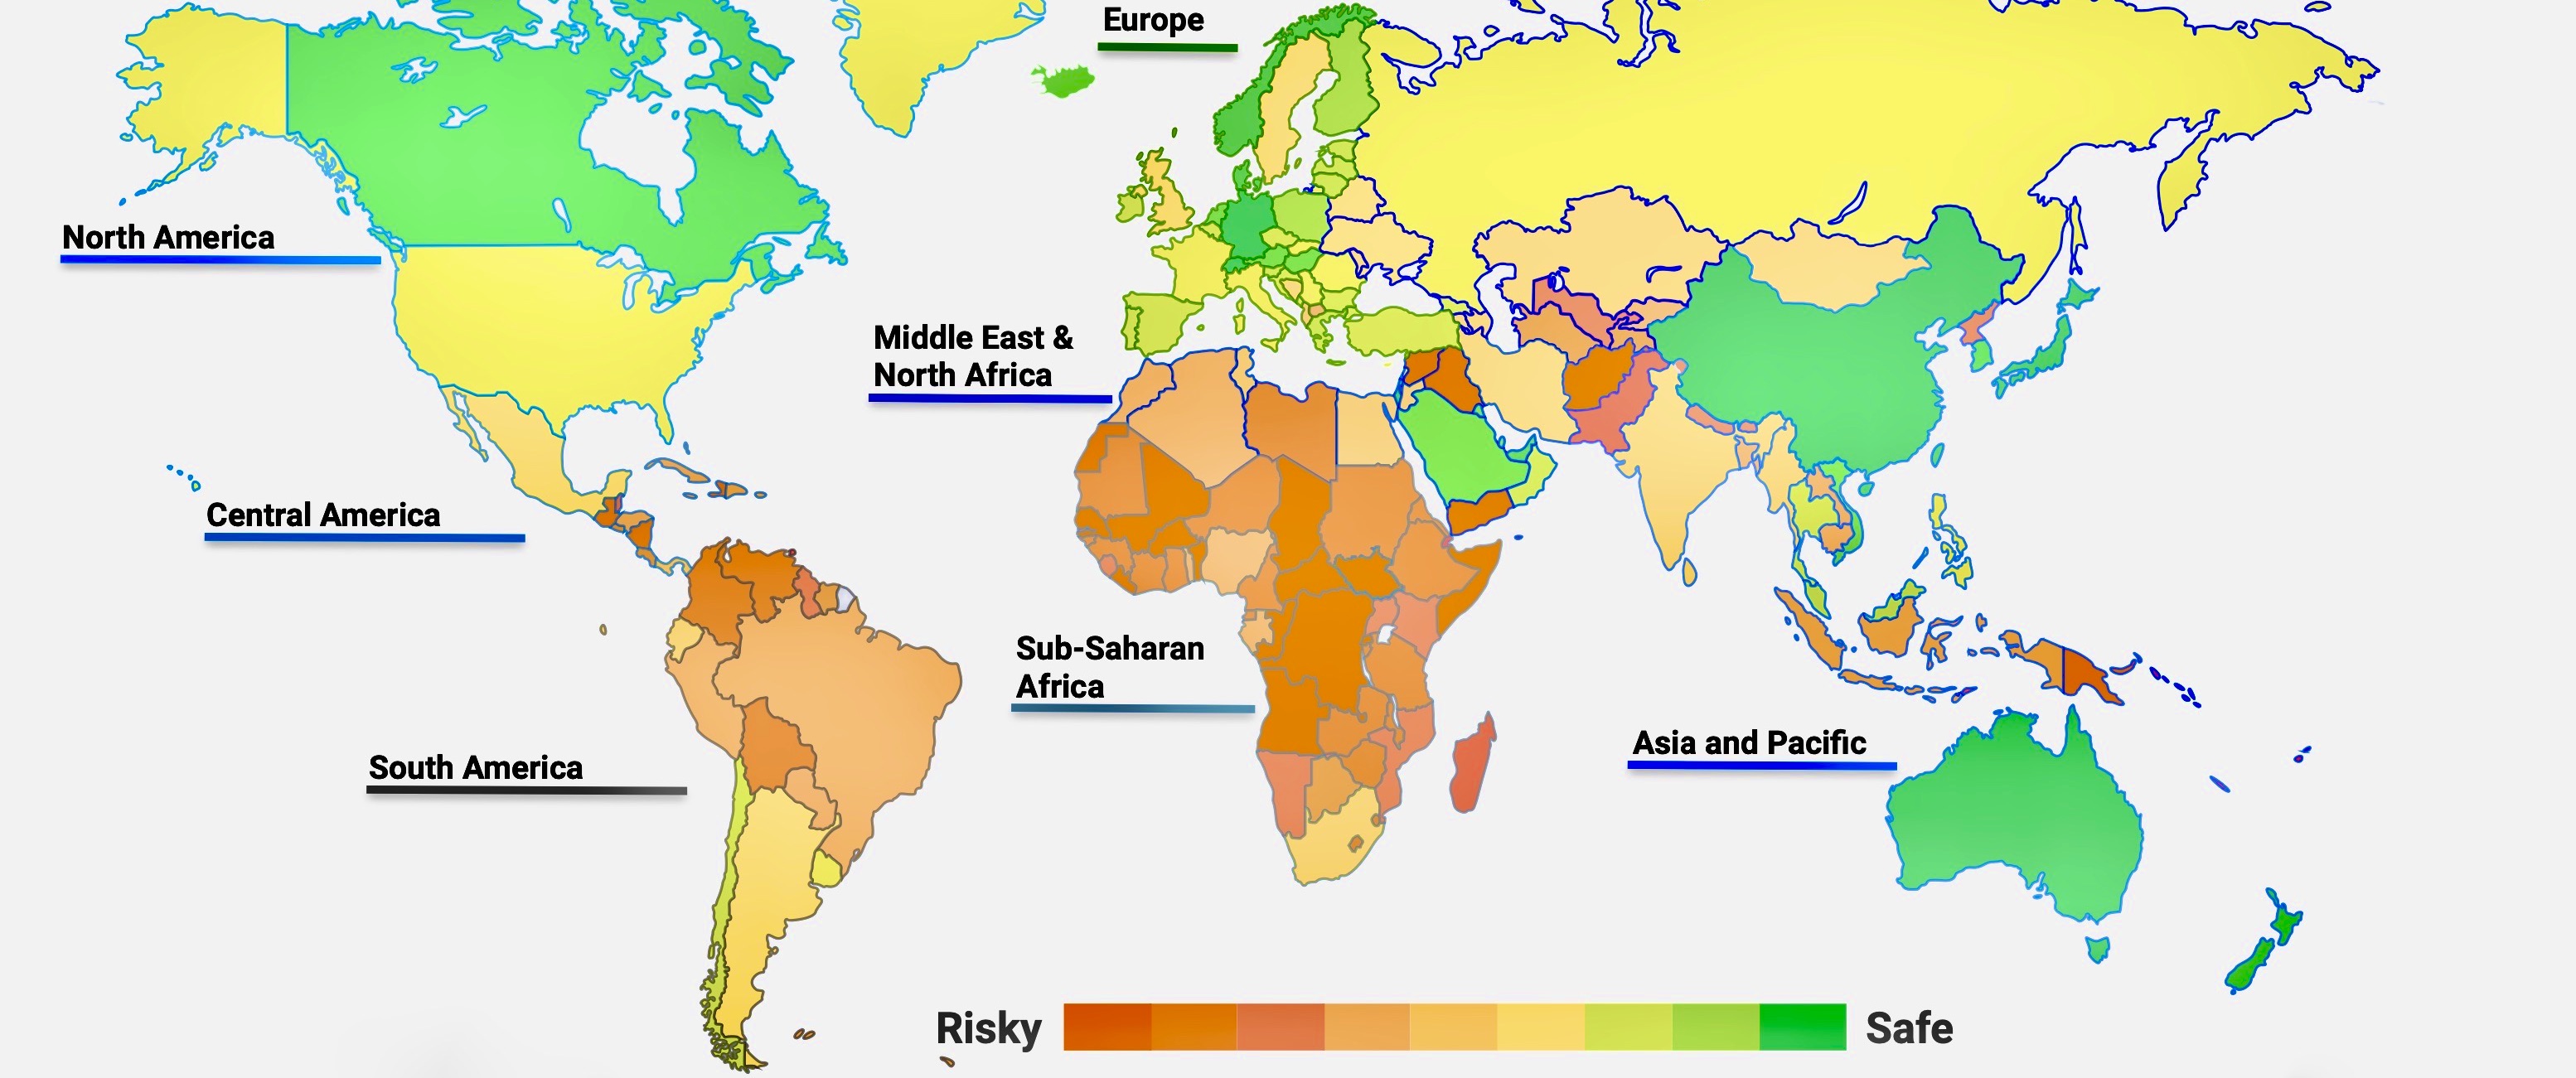 Europe
North America
Middle East &
North Africa
Central America
Sub-Saharan
Africa
Asia and Pacific
South America
Risky
Safe